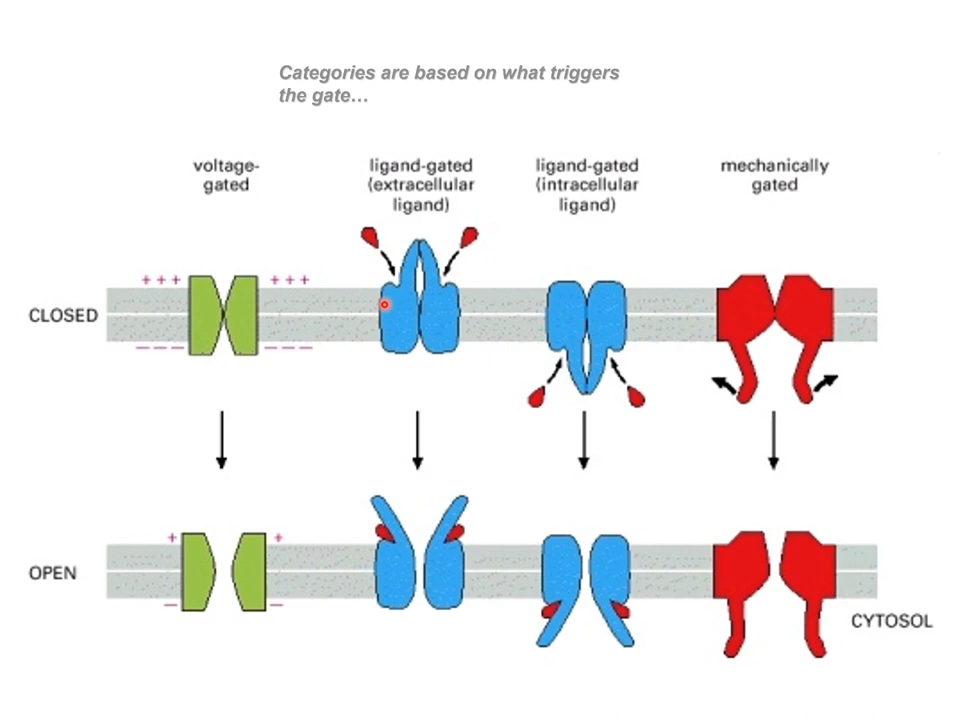 Categories are based on what triggers
the gate…
voltage-
gated
ligand-gated
(extracellular
ligand)
ligand-gated
(intracellular
ligand)
mechanically
gated
+++ +++
CLOSED
——— ———
+ +
OPEN
— —
CYTOSOL